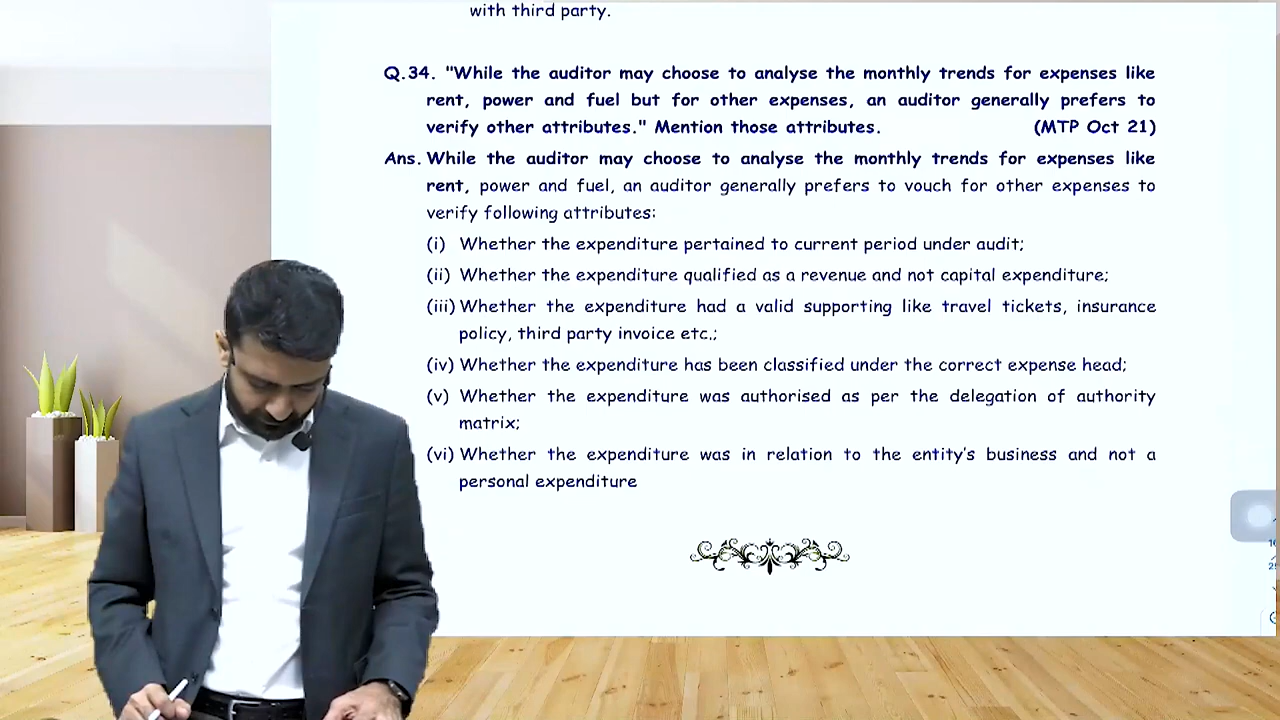 with third party.
Q.34. "While the auditor may choose to analyse the monthly trends for expenses like
rent, power and fuel but for other expenses, an auditor generally prefers to
verify other attributes." Mention those attributes. (MTP Oct 21)
Ans. While the auditor may choose to analyse the monthly trends for expenses like
rent, power and fuel, an auditor generally prefers to vouch for other expenses to
verify following attributes:
(i) Whether the expenditure pertained to current period under audit;
(ii) Whether the expenditure qualified as a revenue and not capital expenditure;
(iii) Whether the expenditure had a valid supporting like travel tickets, insurance
policy, third party invoice etc.;
(iv) Whether the expenditure has been classified under the correct expense head;
(v) Whether the expenditure was authorised as per the delegation of authority
matrix;
(vi) Whether the expenditure was in relation to the entity's business and not a
personal expenditure